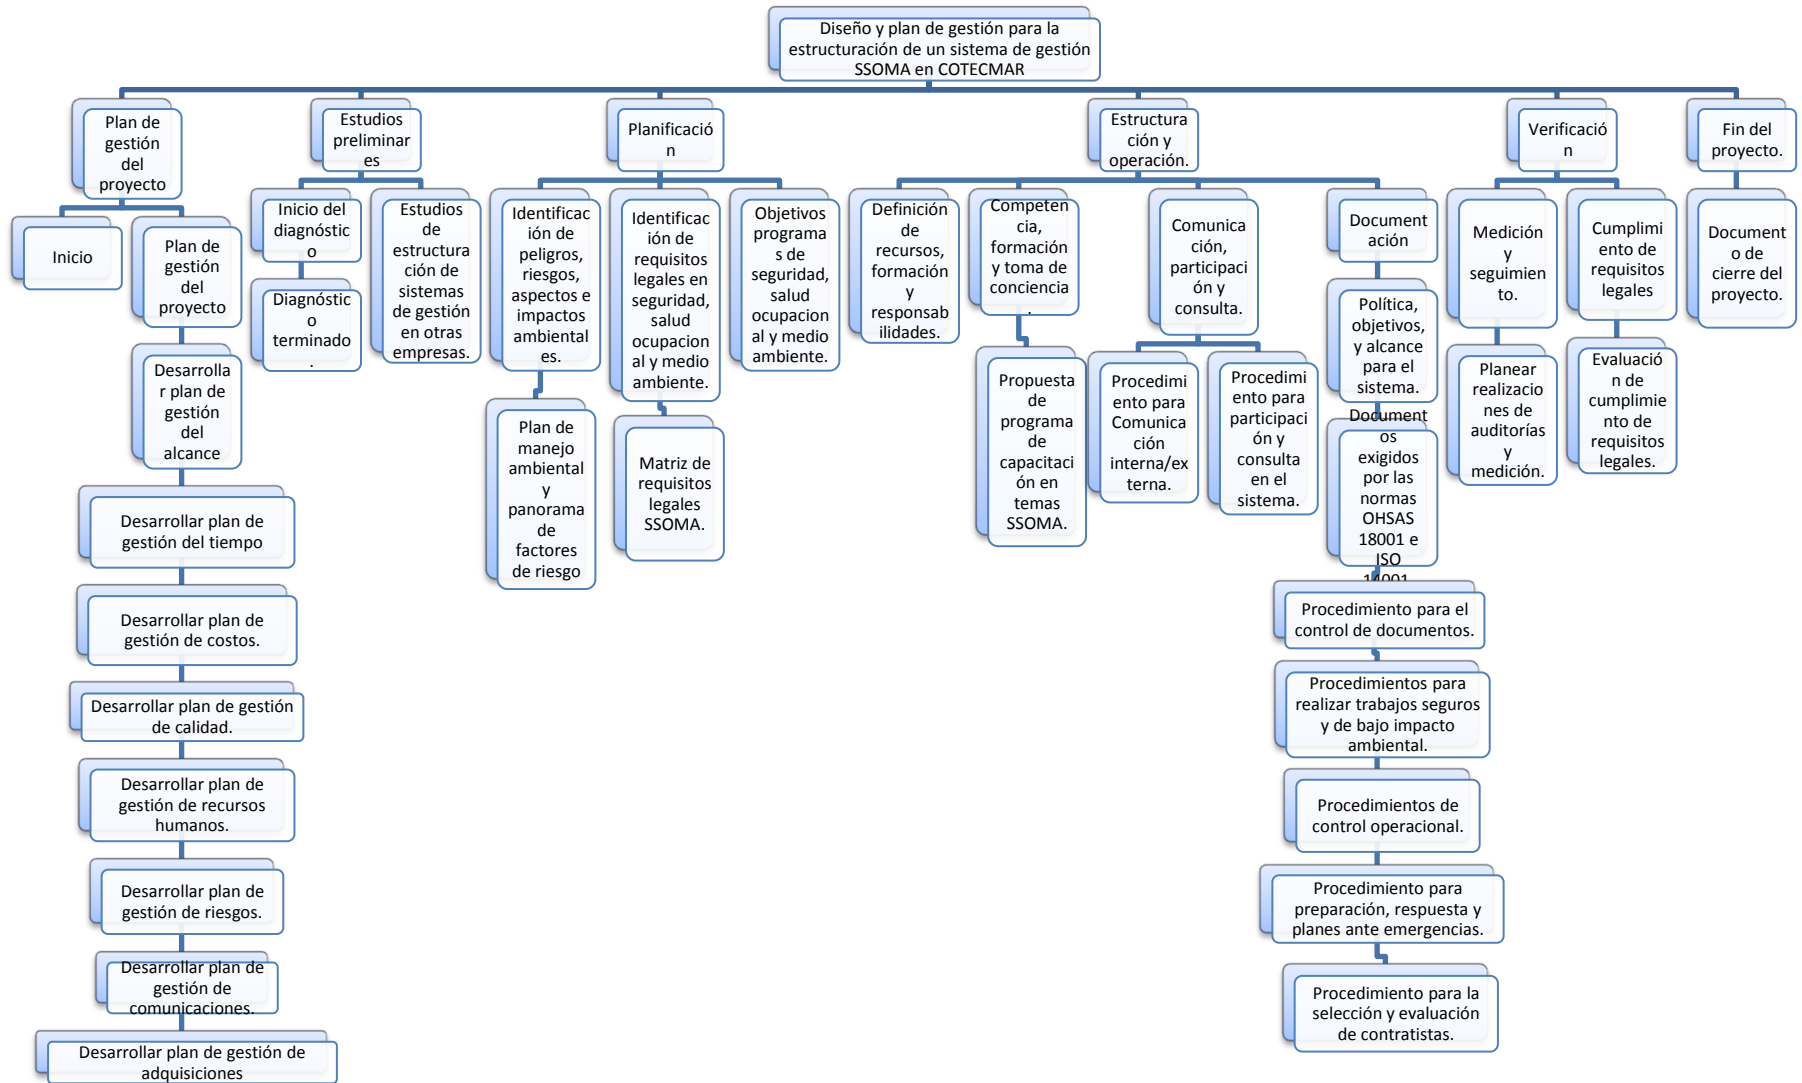 Diseño y plan de gestión para la
estructuración de un sistema de gestión
SSOMA en COTECMAR
Plan de
gestión
del
proyecto
Estudios
preliminar
es
Planificació
n
Estructura
ción y
operación.
Verificació
n
Fin del
proyecto.
Inicio
Plan de
gestión
del
proyecto
Desarrolla
r plan de
gestión
del
alcance
Desarrollar plan de
gestión del tiempo
Desarrollar plan de
gestión de costos.
Desarrollar plan de gestión
de calidad.
Desarrollar plan de
gestión de recursos
humanos.
Desarrollar plan de
gestión de riesgos.
Desarrollar plan de
gestión de
comunicaciones.
Desarrollar plan de gestión de
adquisiciones
Inicio del
diagnóstic
o
Diagnóstic
o
terminado
.
Estudios
de
estructura
ción de
sistemas
de gestión
en otras
empresas.
Identificac
ión de
peligros,
riesgos,
aspectos e
impactos
ambiental
es.
Plan de
manejo
ambiental
y
panorama
de
factores
de riesgo
Identificac
ión de
requisitos
legales en
seguridad,
salud
ocupacion
al y medio
ambiente.
Matriz de
requisitos
legales
SSOMA.
Objetivos
programa
s de
seguridad,
salud
ocupacion
al y medio
ambiente.
Definición
de
recursos,
formación
y
responsab
ilidades.
Competen
cia,
formación
y toma de
conciencia
.
Propuesta
de
programa
de
capacitaci
ón en
temas
SSOMA.
Comunica
ción,
participaci
ón y
consulta.
Procedimi
ento para
Comunica
ción
interna/ex
terna.
Procedimi
ento para
participaci
ón y
consulta
en el
sistema.
Document
ación
Política,
objetivos,
y alcance
para el
sistema.
Document
os
exigidos
por las
normas
OHSAS
18001 e
ISO
14001
Procedimiento para el
control de documentos.
Procedimientos para
realizar trabajos seguros
y de bajo impacto
ambiental.
Procedimientos de
control operacional.
Procedimiento para
preparación, respuesta y
planes ante emergencias.
Procedimiento para la
selección y evaluación
de contratistas.
Medición
y
seguimien
to.
Planear
realizacio
nes de
auditorías
y
medición.
Cumplimi
ento de
requisitos
legales
Evaluació
n de
cumplimie
nto de
requisitos
legales.
Document
o de
cierre del
proyecto.